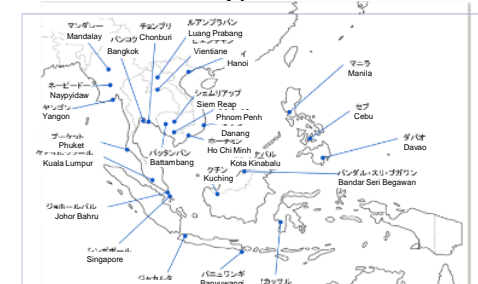 マンダレー
Mandalay
バンコク
Bangkok
チョンブリ
Chonburi
ルアンプラバン
Luang Prabang
Vientiane
Hanoi
ネーピードー
Naypyidaw
ヤンゴン
Yangon
シェムリアップ
Siem Reap
Phnom Penh
Danang
Ho Chi Minh
マニラ
Manila
セブ
Cebu
ダバオ
Davao
プーケット
Phuket
Kuala Lumpur
バッタンバン
Battambang
Kota Kinabalu
クチン
Kuching
バンダル・スリ・ブガワン
Bandar Seri Begawan
ジョホールバル
Johor Bahru
Singapore
ジャカルタ
バニュワンギ